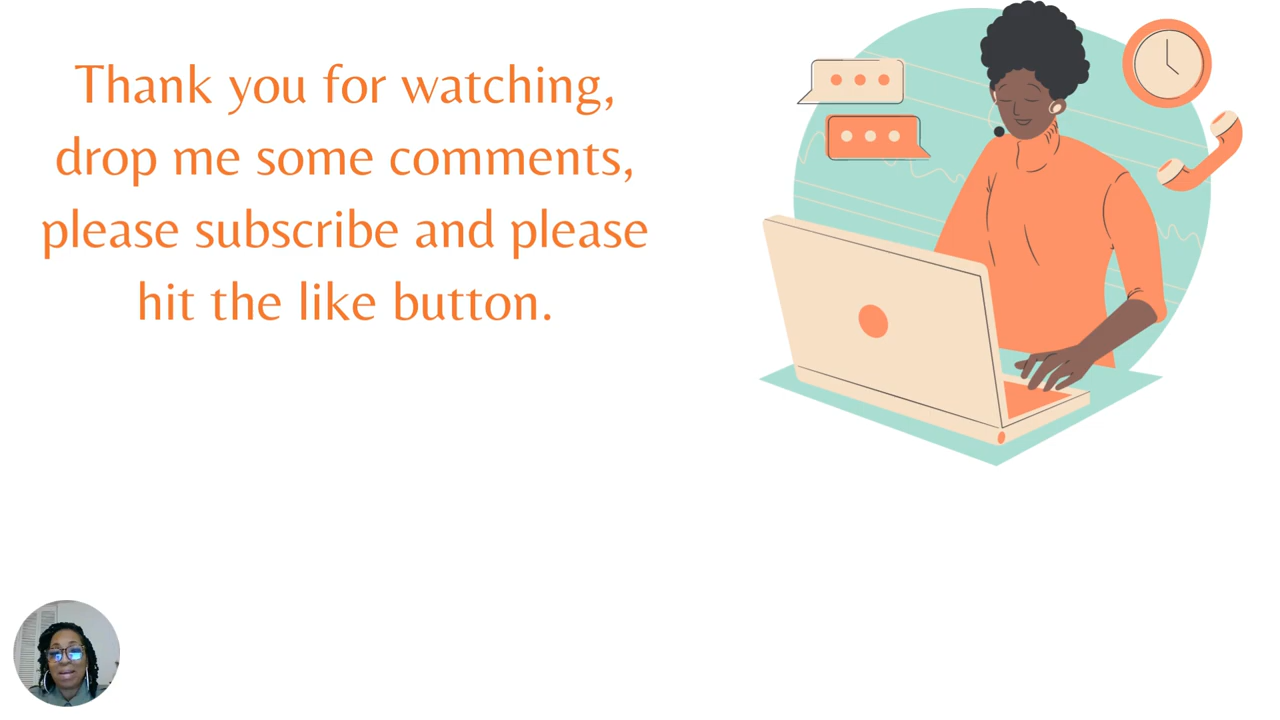 Thank you for watching,
drop me some comments,
please subscribe and please
hit the like button.